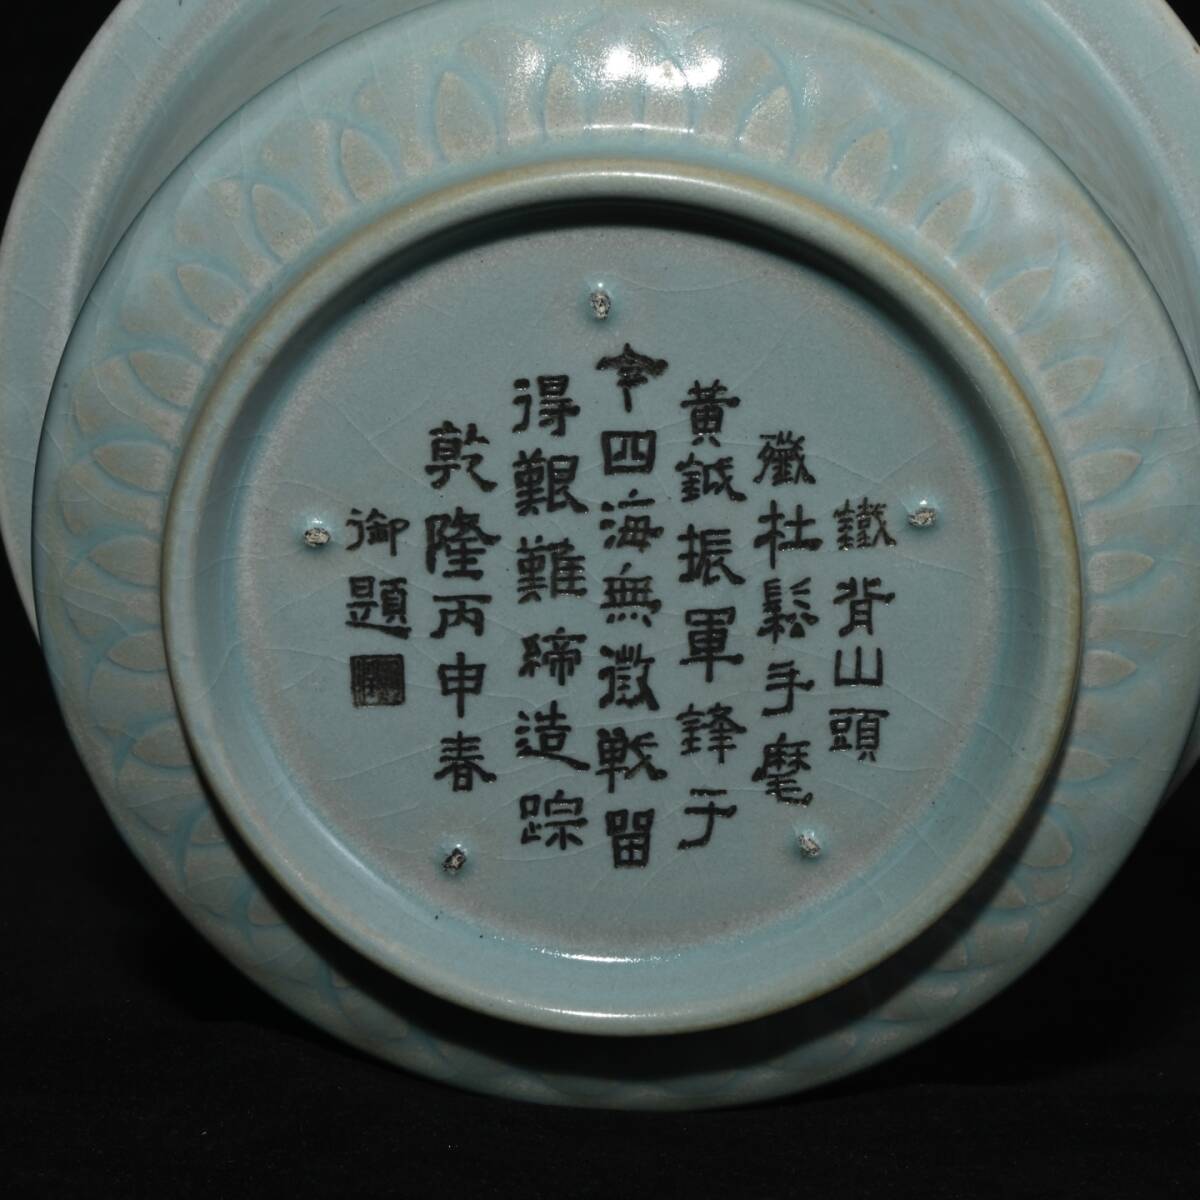 鐵背山頭
殲杜鬆手麾
黃鉞振軍鋒于
今四海無徵戰留
得艱難締造踪
乾隆丙申春
御題